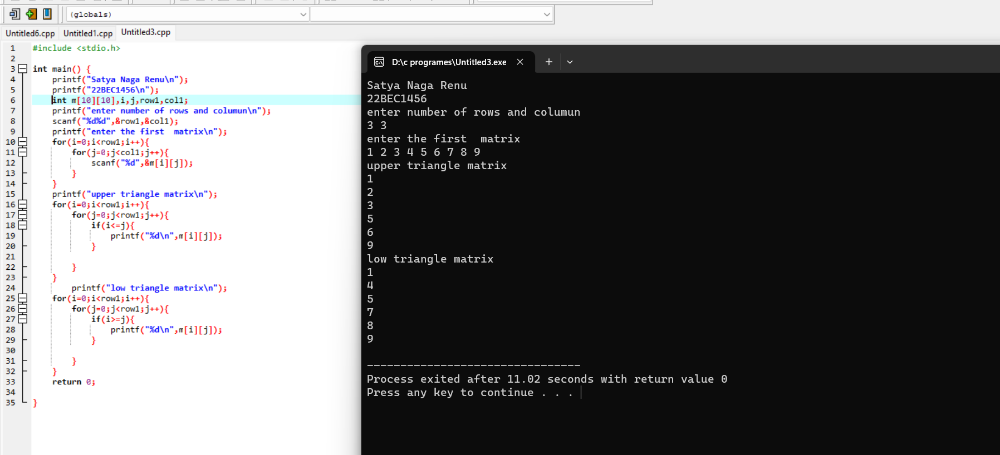 (globals)
Untitled6.cpp Untitled1.cpp Untitled3.cpp
1 #include <stdio.h>
2
3 int main() {
4 printf("Satya Naga Renu\n");
5 printf("22BEC1456\n");
6 int m[10][10],i,j,row1,col1;
7 printf("enter number of rows and columun\n");
8 scanf("%d%d",&row1,&col1);
9 printf("enter the first  matrix\n");
10 for(i=0;i<row1;i++){
11 for(j=0;j<col1;j++){
12 scanf("%d",&m[i][j]);
13 }
14 }
15 printf("upper triangle matrix\n");
16 for(i=0;i<row1;i++){
17 for(j=0;j<row1;j++){
18 if(i<=j){
19 printf("%d\n",m[i][j]);
20 }
21
22 }
23 }
24 printf("low triangle matrix\n");
25 for(i=0;i<row1;i++){
26 for(j=0;j<row1;j++){
27 if(i>=j){
28 printf("%d\n",m[i][j]);
29 }
30
31 }
32 }
33 return 0;
34
35 }
D:\c programes\Untitled3.exe
Satya Naga Renu
22BEC1456
enter number of rows and columun
3 3
enter the first  matrix
1 2 3 4 5 6 7 8 9
upper triangle matrix
1
2
3
5
6
9
low triangle matrix
1
4
5
7
8
9
--------------------------------
Process exited after 11.02 seconds with return value 0
Press any key to continue . . .